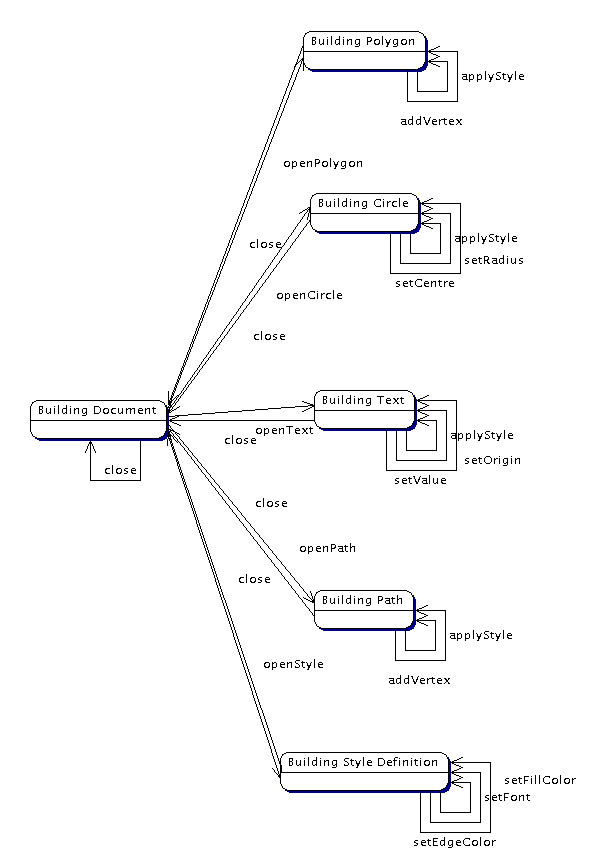 Building Polygon
applyStyle
addVertex
openPolygon
Building Circle
close
applyStyle
setRadius
setCentre
openCircle
close
Building Text
Building Document
openText
close
applyStyle
setOrigin
close
setValue
close
openPath
close
Building Path
applyStyle
openStyle
addVertex
Building Style Definition
setFillColor
setFont
setEdgeColor